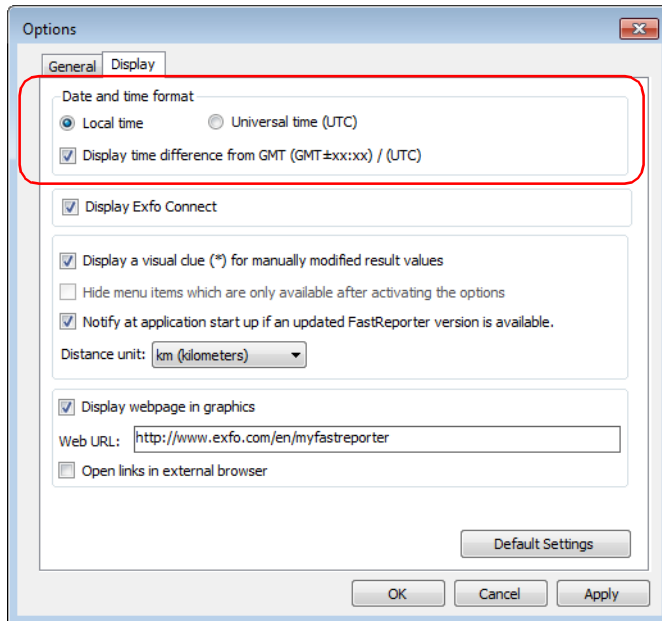 Options
General Display
Date and time format
Local time Universal time (UTC)
Display time difference from GMT (GMT±xx:xx) / (UTC)
Display Exfo Connect
Display a visual clue (*) for manually modified result values
Hide menu items which are only available after activating the options
Notify at application start up if an updated FastReporter version is available.
Distance unit: km (kilometers)
Display webpage in graphics
Web URL: http://www.exfo.com/en/myfastreporter
Open links in external browser
Default Settings
OK Cancel Apply